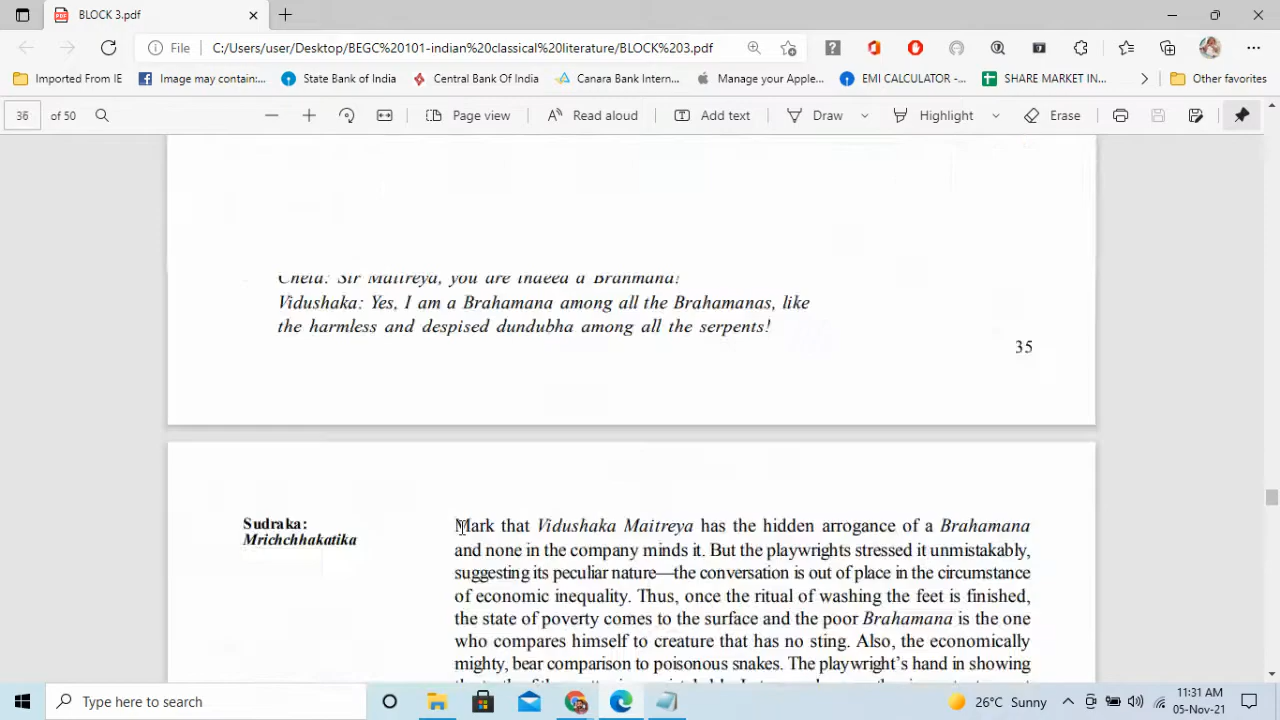 BLOCK 3.pdf
File C:/Users/user/Desktop/BEGC%20101-indian%20classical%20literature/BLOCK%203.pdf
Imported From IE Image may contain:... State Bank of India Central Bank Of India Canara Bank Intern... Manage your Apple... EMI CALCULATOR -... SHARE MARKET IN... Other favorites
36 of 50 Page view Read aloud Add text Draw Highlight Erase
Cheta: Sir Maitreya, you are indeed a Brahmana!
Vidushaka: Yes, I am a Brahamana among all the Brahamanas, like
the harmless and despised dundubha among all the serpents!
35
Sudraka:
Mrichchhakatika
Mark that Vidushaka Maitreya has the hidden arrogance of a Brahamana
and none in the company minds it. But the playwrights stressed it unmistakably,
suggesting its peculiar nature—the conversation is out of place in the circumstance
of economic inequality. Thus, once the ritual of washing the feet is finished,
the state of poverty comes to the surface and the poor Brahamana is the one
who compares himself to creature that has no sting. Also, the economically
mighty, bear comparison to poisonous snakes. The playwright's hand in showing
Type here to search
26°C Sunny
11:31 AM
05-Nov-21